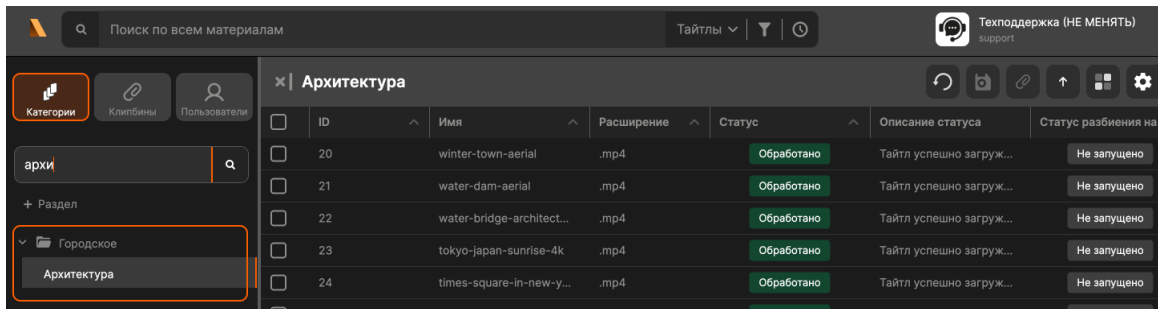 Поиск по всем материалам
Тайтлы
Техподдержка (НЕ МЕНЯТЬ)
support
Категории
Клипбины
Пользователи
архи
+ Раздел
Городское
Архитектура
Архитектура
ID Имя Расширение Статус Описание статуса Статус разбиения на
20 winter-town-aerial .mp4 Обработано Тайтл успешно загруж... Не запущено
21 water-dam-aerial .mp4 Обработано Тайтл успешно загруж... Не запущено
22 water-bridge-architect... .mp4 Обработано Тайтл успешно загруж... Не запущено
23 tokyo-japan-sunrise-4k .mp4 Обработано Тайтл успешно загруж... Не запущено
24 times-square-in-new-y... .mp4 Обработано Тайтл успешно загруж... Не запущено